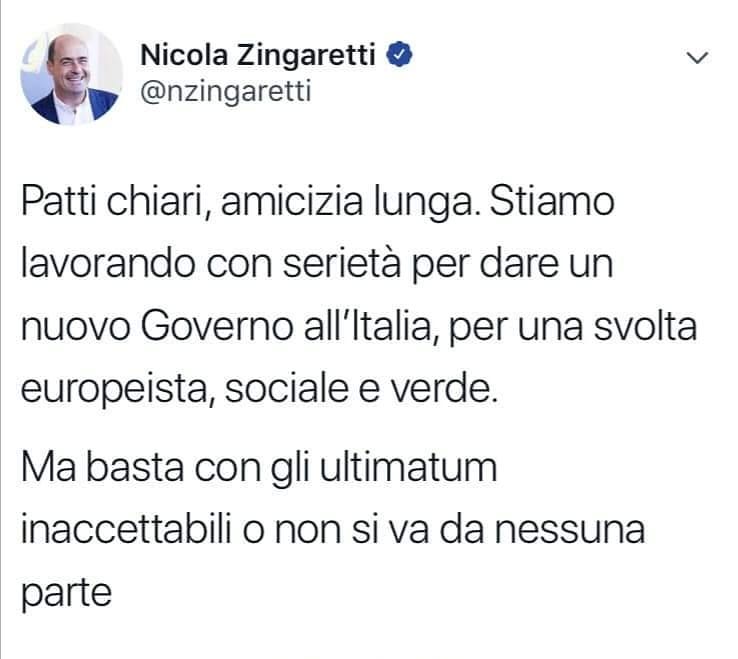 Nicola Zingaretti
@nzingaretti
Patti chiari, amicizia lunga. Stiamo
lavorando con serietà per dare un
nuovo Governo all'Italia, per una svolta
europeista, sociale e verde.
Ma basta con gli ultimatum
inaccettabili o non si va da nessuna
parte